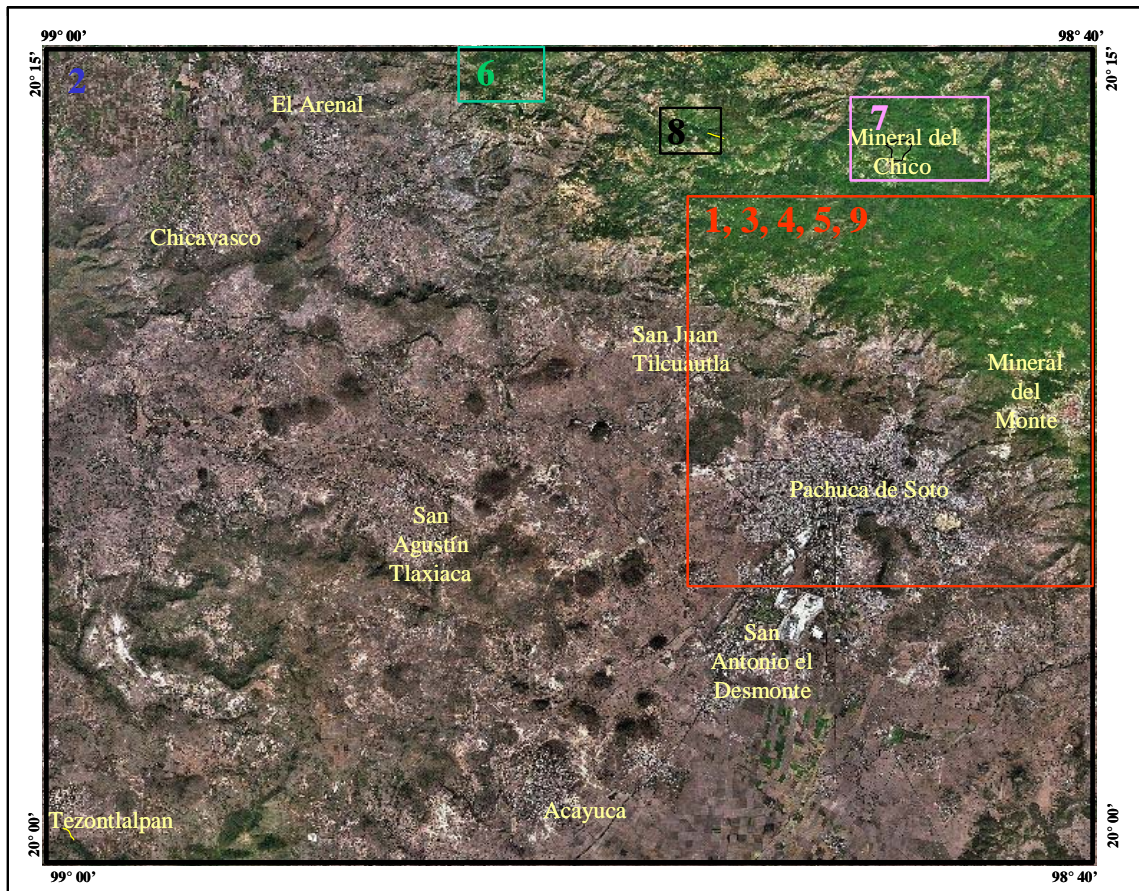 99° 00’
98° 40’
20° 15’
20° 15’
2
6
El Arenal
7
8
Mineral del
Chico
1, 3, 4, 5, 9
Chicavasco
San Juan
Tilcuautla
Mineral
del
Monte
Pachuca de Soto
San
Agustín
Tlaxiaca
San
Antonio el
Desmonte
Acayuca
Tezontlalpan
20° 00’
20° 00’
99° 00’
98° 40’